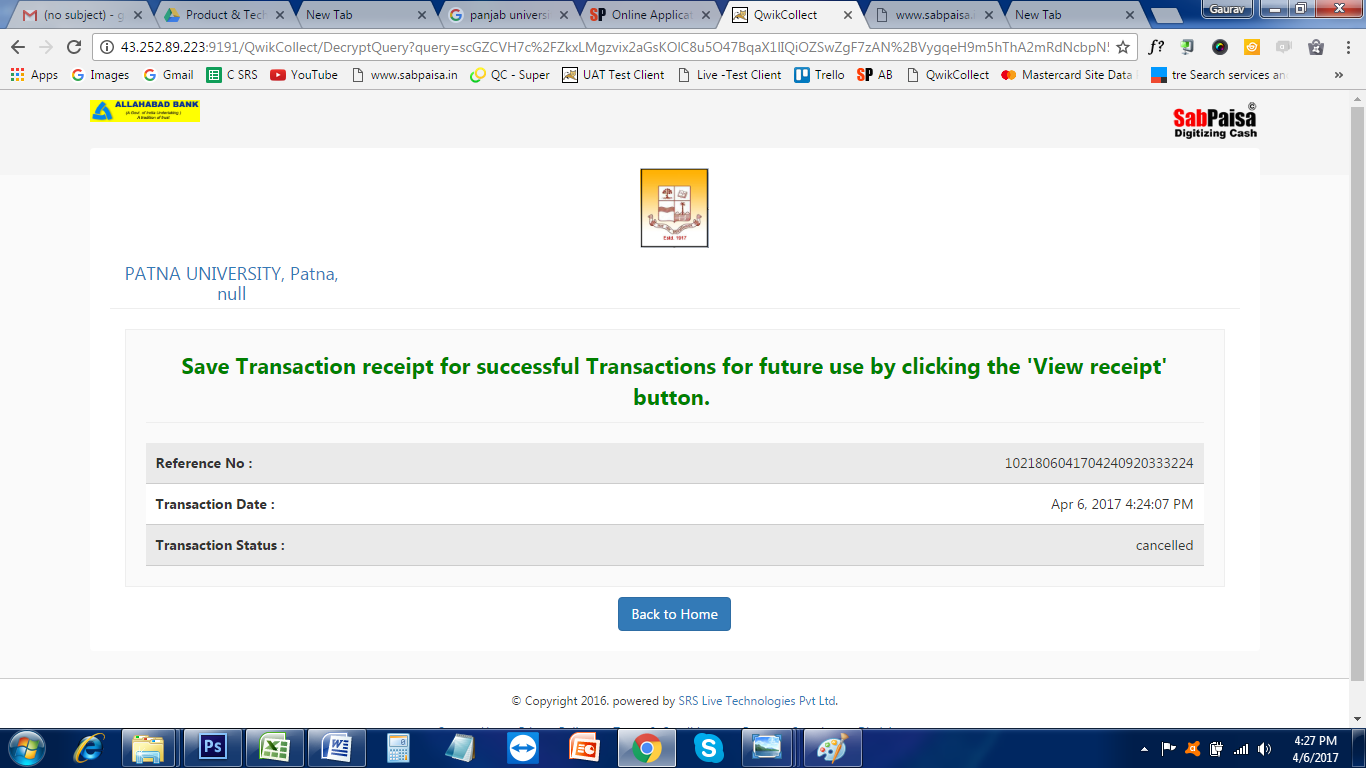 (no subject) - g
Product & Tech
New Tab
panjab universi
Online Applicat
QwikCollect
www.sabpaisa.
New Tab
Gaurav
43.252.89.223:9191/QwikCollect/DecryptQuery?query=
Apps
Images
Gmail
C SRS
YouTube
www.sabpaisa.in
QC - Super
UAT Test Client
Live -Test Client
Trello
AB
QwikCollect
Mastercard Site Data
tre Search services an
ALLAHABAD BANK
A tradition of trust
SabPaisa ©
Digitizing Cash
Estd. 1917
PATNA UNIVERSITY, Patna,
null
Save Transaction receipt for successful Transactions for future use by clicking the 'View receipt'
button.
Reference No : 1021806041704240920333224
Transaction Date : Apr 6, 2017 4:24:07 PM
Transaction Status : cancelled
Back to Home
© Copyright 2016. powered by SRS Live Technologies Pvt Ltd.
4:27 PM
4/6/2017